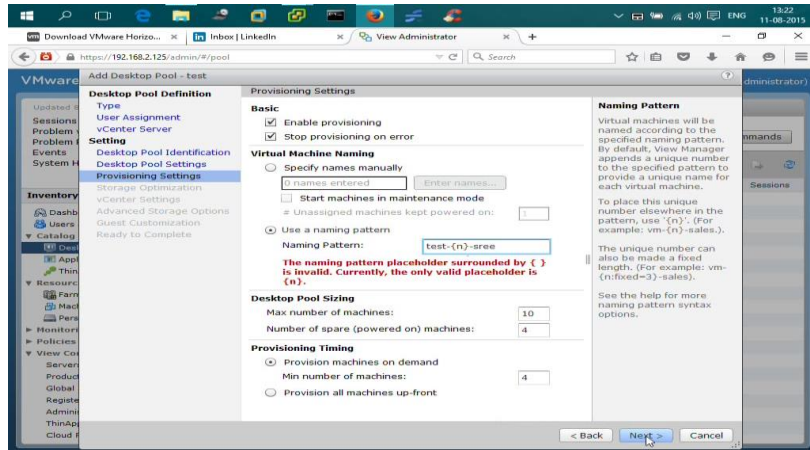 ENG
13:22
11-08-2015
Download VMware Horizo...
Inbox | LinkedIn
View Administrator
https://192.168.2.125/admin/#/pool
Search
VMware
Add Desktop Pool - test
dministrator)
Updated
Sessions
Problem
Problem
Events
System H
Inventory
Dashb
Users
Catalog
Desl
Appl
Thin
Resourc
Farn
Mach
Pers
Monitori
Policies
View Co
Server
Product
Global
Registe
Admini
ThinAp
Cloud
Desktop Pool Definition
Type
User Assignment
vCenter Server
Setting
Desktop Pool Identification
Desktop Pool Settings
Provisioning Settings
Storage Optimization
vCenter Settings
Advanced Storage Options
Guest Customization
Ready to Complete
Provisioning Settings
Basic
Enable provisioning
Stop provisioning on error
Virtual Machine Naming
Specify names manually
0 names entered
Enter names...
Start machines in maintenance mode
# Unassigned machines kept powered on:
1
Use a naming pattern
Naming Pattern:
test-{n}-sree
The naming pattern placeholder surrounded by { }
is invalid. Currently, the only valid placeholder is
{n}.
Desktop Pool Sizing
Max number of machines:
10
Number of spare (powered on) machines:
4
Provisioning Timing
Provision machines on demand
Min number of machines:
4
Provision all machines up-front
Naming Pattern
Virtual machines will be
named according to the
specified naming pattern.
By default, View Manager
appends a unique number
to the specified pattern to
provide a unique name for
each virtual machine.
To place this unique
number elsewhere in the
pattern, use '{n}'. (For
example: vm-{n}-sales.).
The unique number can
also be made a fixed
length. (For example: vm-
{n:fixed=3}-sales).
See the help for more
naming pattern syntax
options.
mmands
Sessions
< Back
Next >
Cancel